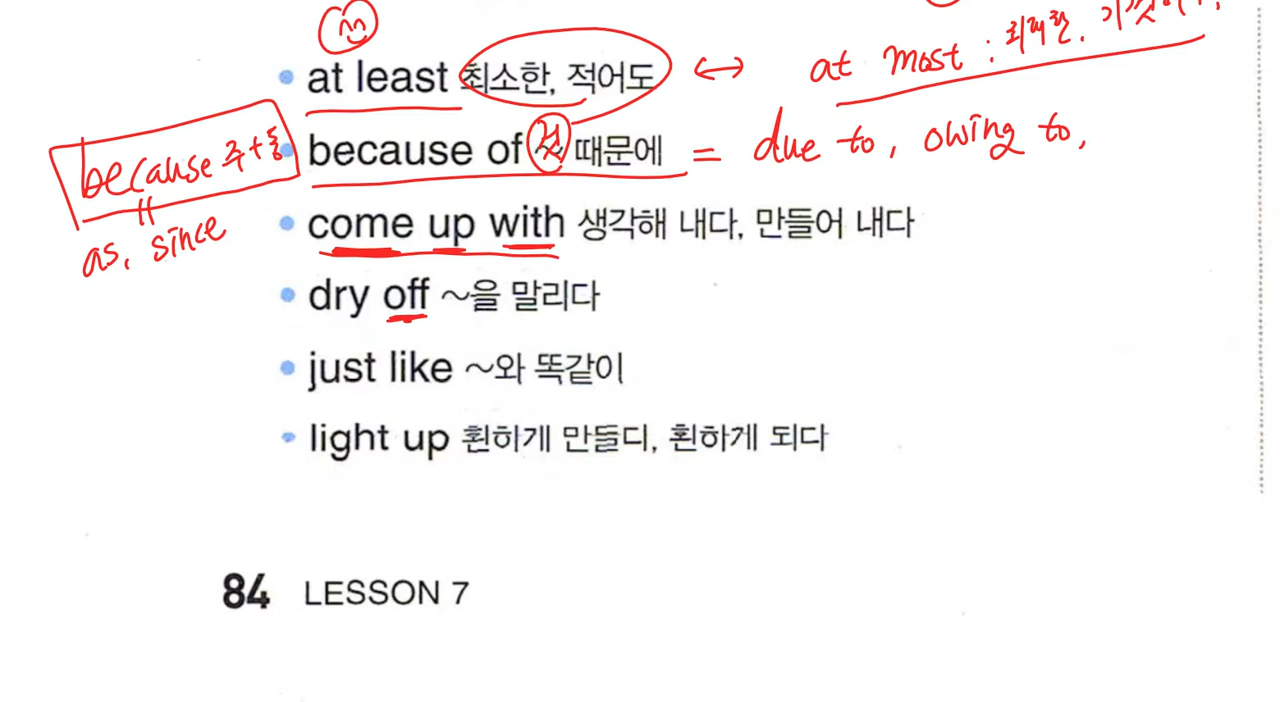 at least 최소한, 적어도 ↔ at most : 최대한,
because 주+동
because of 것 때문에 = due to, owing to,
=
as, since
come up with 생각해 내다, 만들어 내다
dry off ~을 말리다
just like ~와 똑같이
light up 환하게 만들다, 환하게 되다
84 LESSON 7